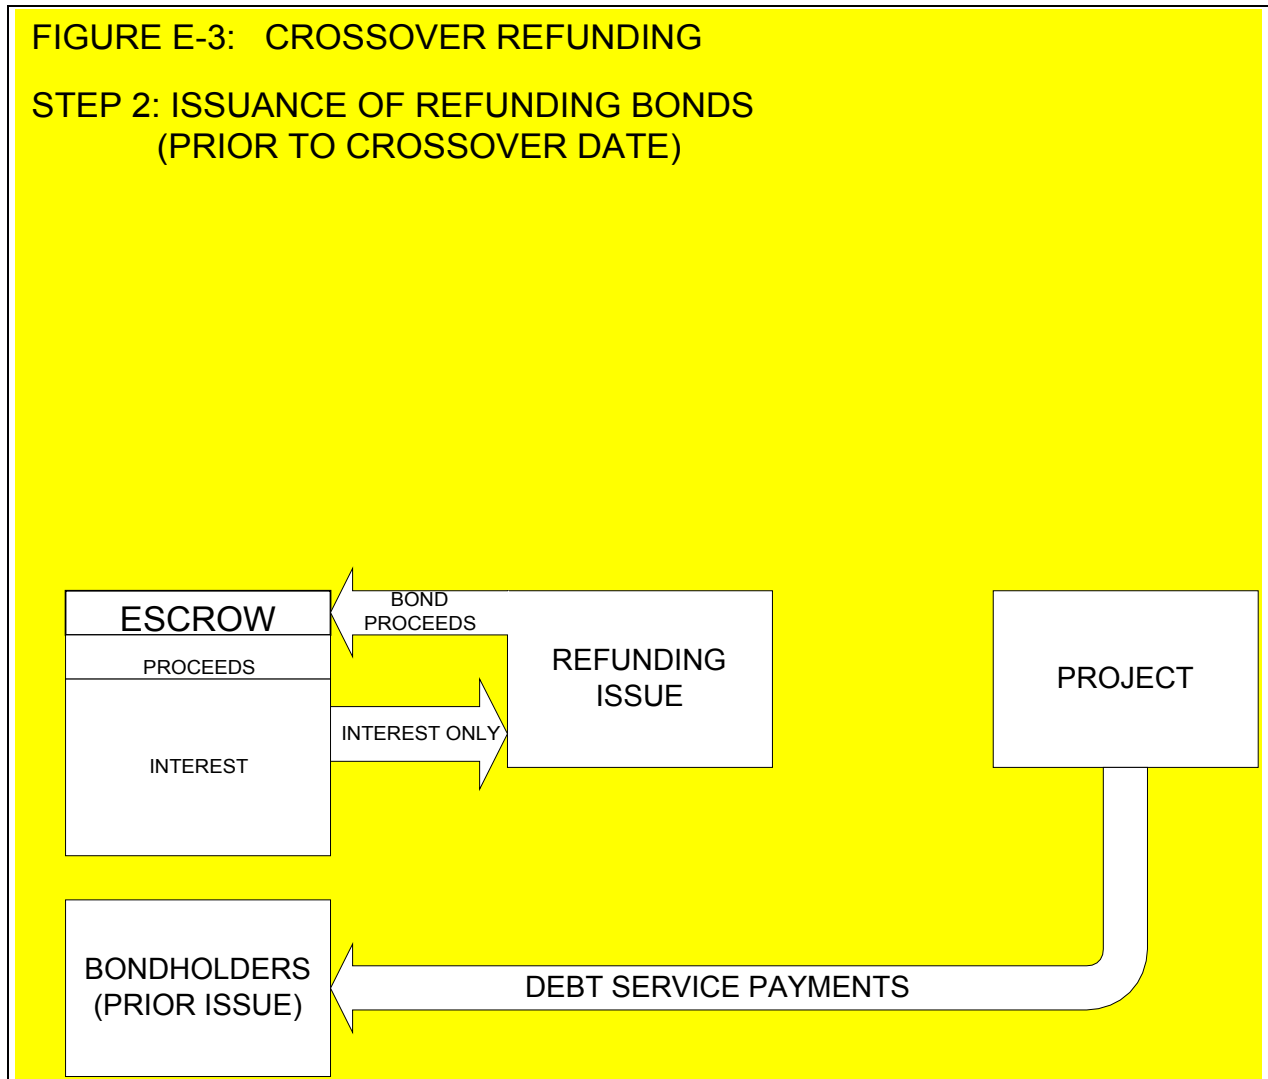 FIGURE E-3: CROSSOVER REFUNDING
STEP 2: ISSUANCE OF REFUNDING BONDS
(PRIOR TO CROSSOVER DATE)
ESCROW
PROCEEDS
INTEREST
BOND
PROCEEDS
INTEREST ONLY
REFUNDING
ISSUE
PROJECT
BONDHOLDERS
(PRIOR ISSUE)
DEBT SERVICE PAYMENTS